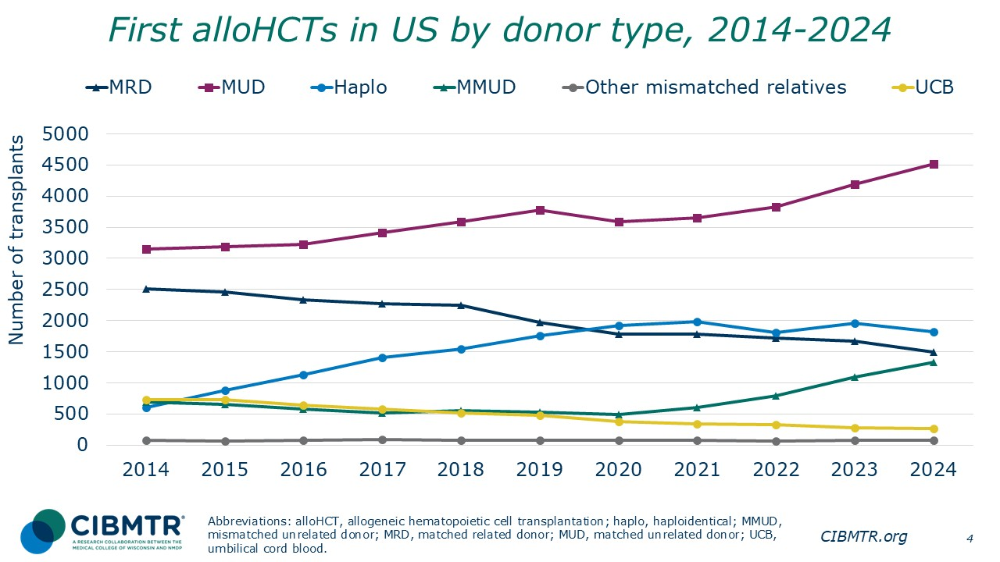 First alloHCTs in US by donor type, 2014-2024
MRD MUD Haplo MMUD Other mismatched relatives UCB
Number of transplants
5000
4500
4000
3500
3000
2500
2000
1500
1000
500
0
2014 2015 2016 2017 2018 2019 2020 2021 2022 2023 2024
CIBMTR®
A RESEARCH COLLABORATION BETWEEN THE
MEDICAL COLLEGE OF WISCONSIN AND NMDP
Abbreviations: alloHCT, allogeneic hematopoietic cell transplantation; haplo, haploidentical; MMUD,
mismatched unrelated donor; MRD, matched related donor; MUD, matched unrelated donor; UCB,
umbilical cord blood.
CIBMTR.org
4